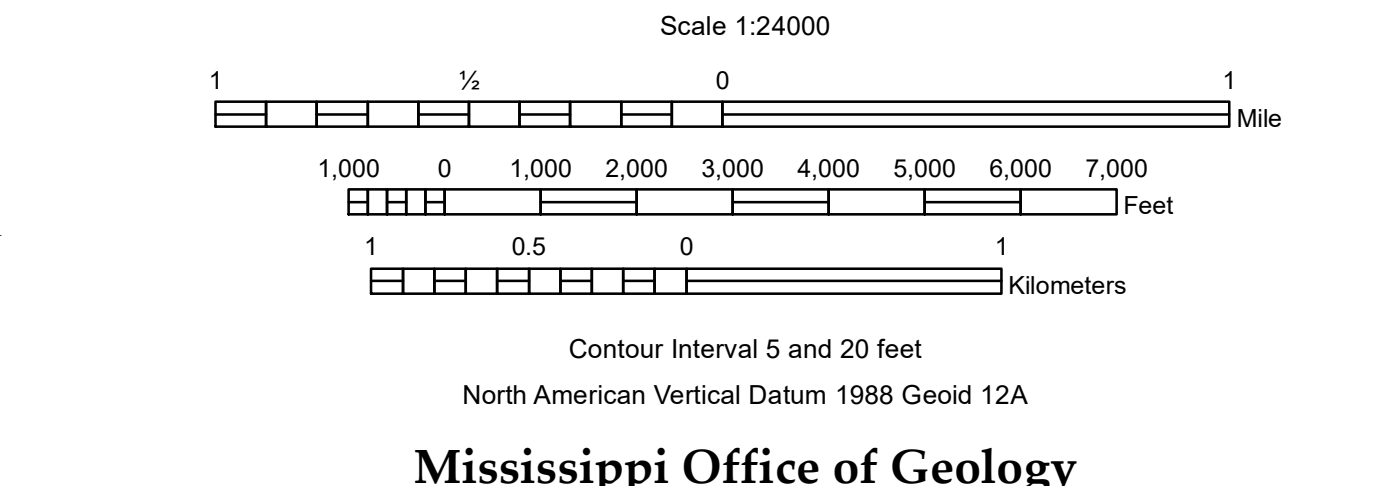 Scale 1:24000
1 ½ 0 1
Mile
1,000 0 1,000 2,000 3,000 4,000 5,000 6,000 7,000
Feet
1 0.5 0 1
Kilometers
Contour Interval 5 and 20 feet
North American Vertical Datum 1988 Geoid 12A
Mississippi Office of Geology